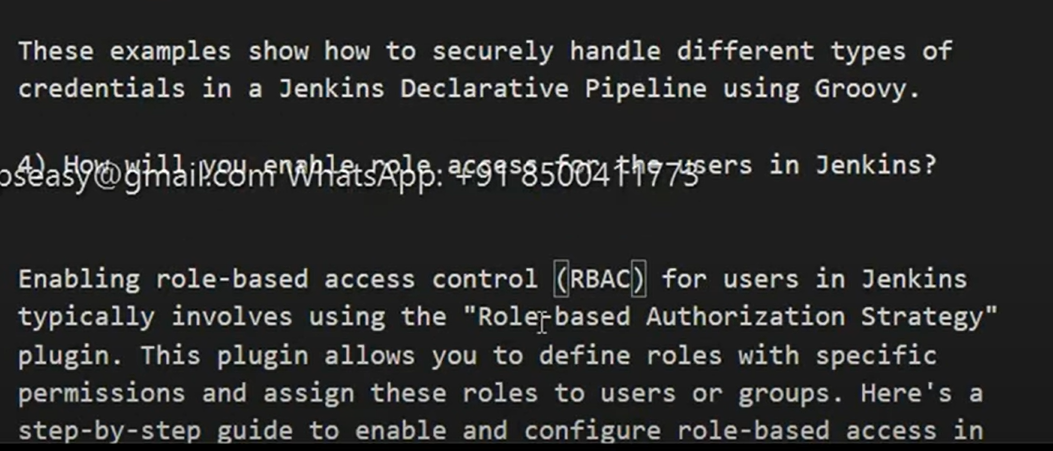 These examples show how to securely handle different types of
credentials in a Jenkins Declarative Pipeline using Groovy.
4) How will you enable role access for the users in Jenkins?
pseasy@gmail.com WhatsApp: +91 8500411773
Enabling role-based access control (RBAC) for users in Jenkins
typically involves using the "Role-based Authorization Strategy"
plugin. This plugin allows you to define roles with specific
permissions and assign these roles to users or groups. Here's a
step-by-step guide to enable and configure role-based access in